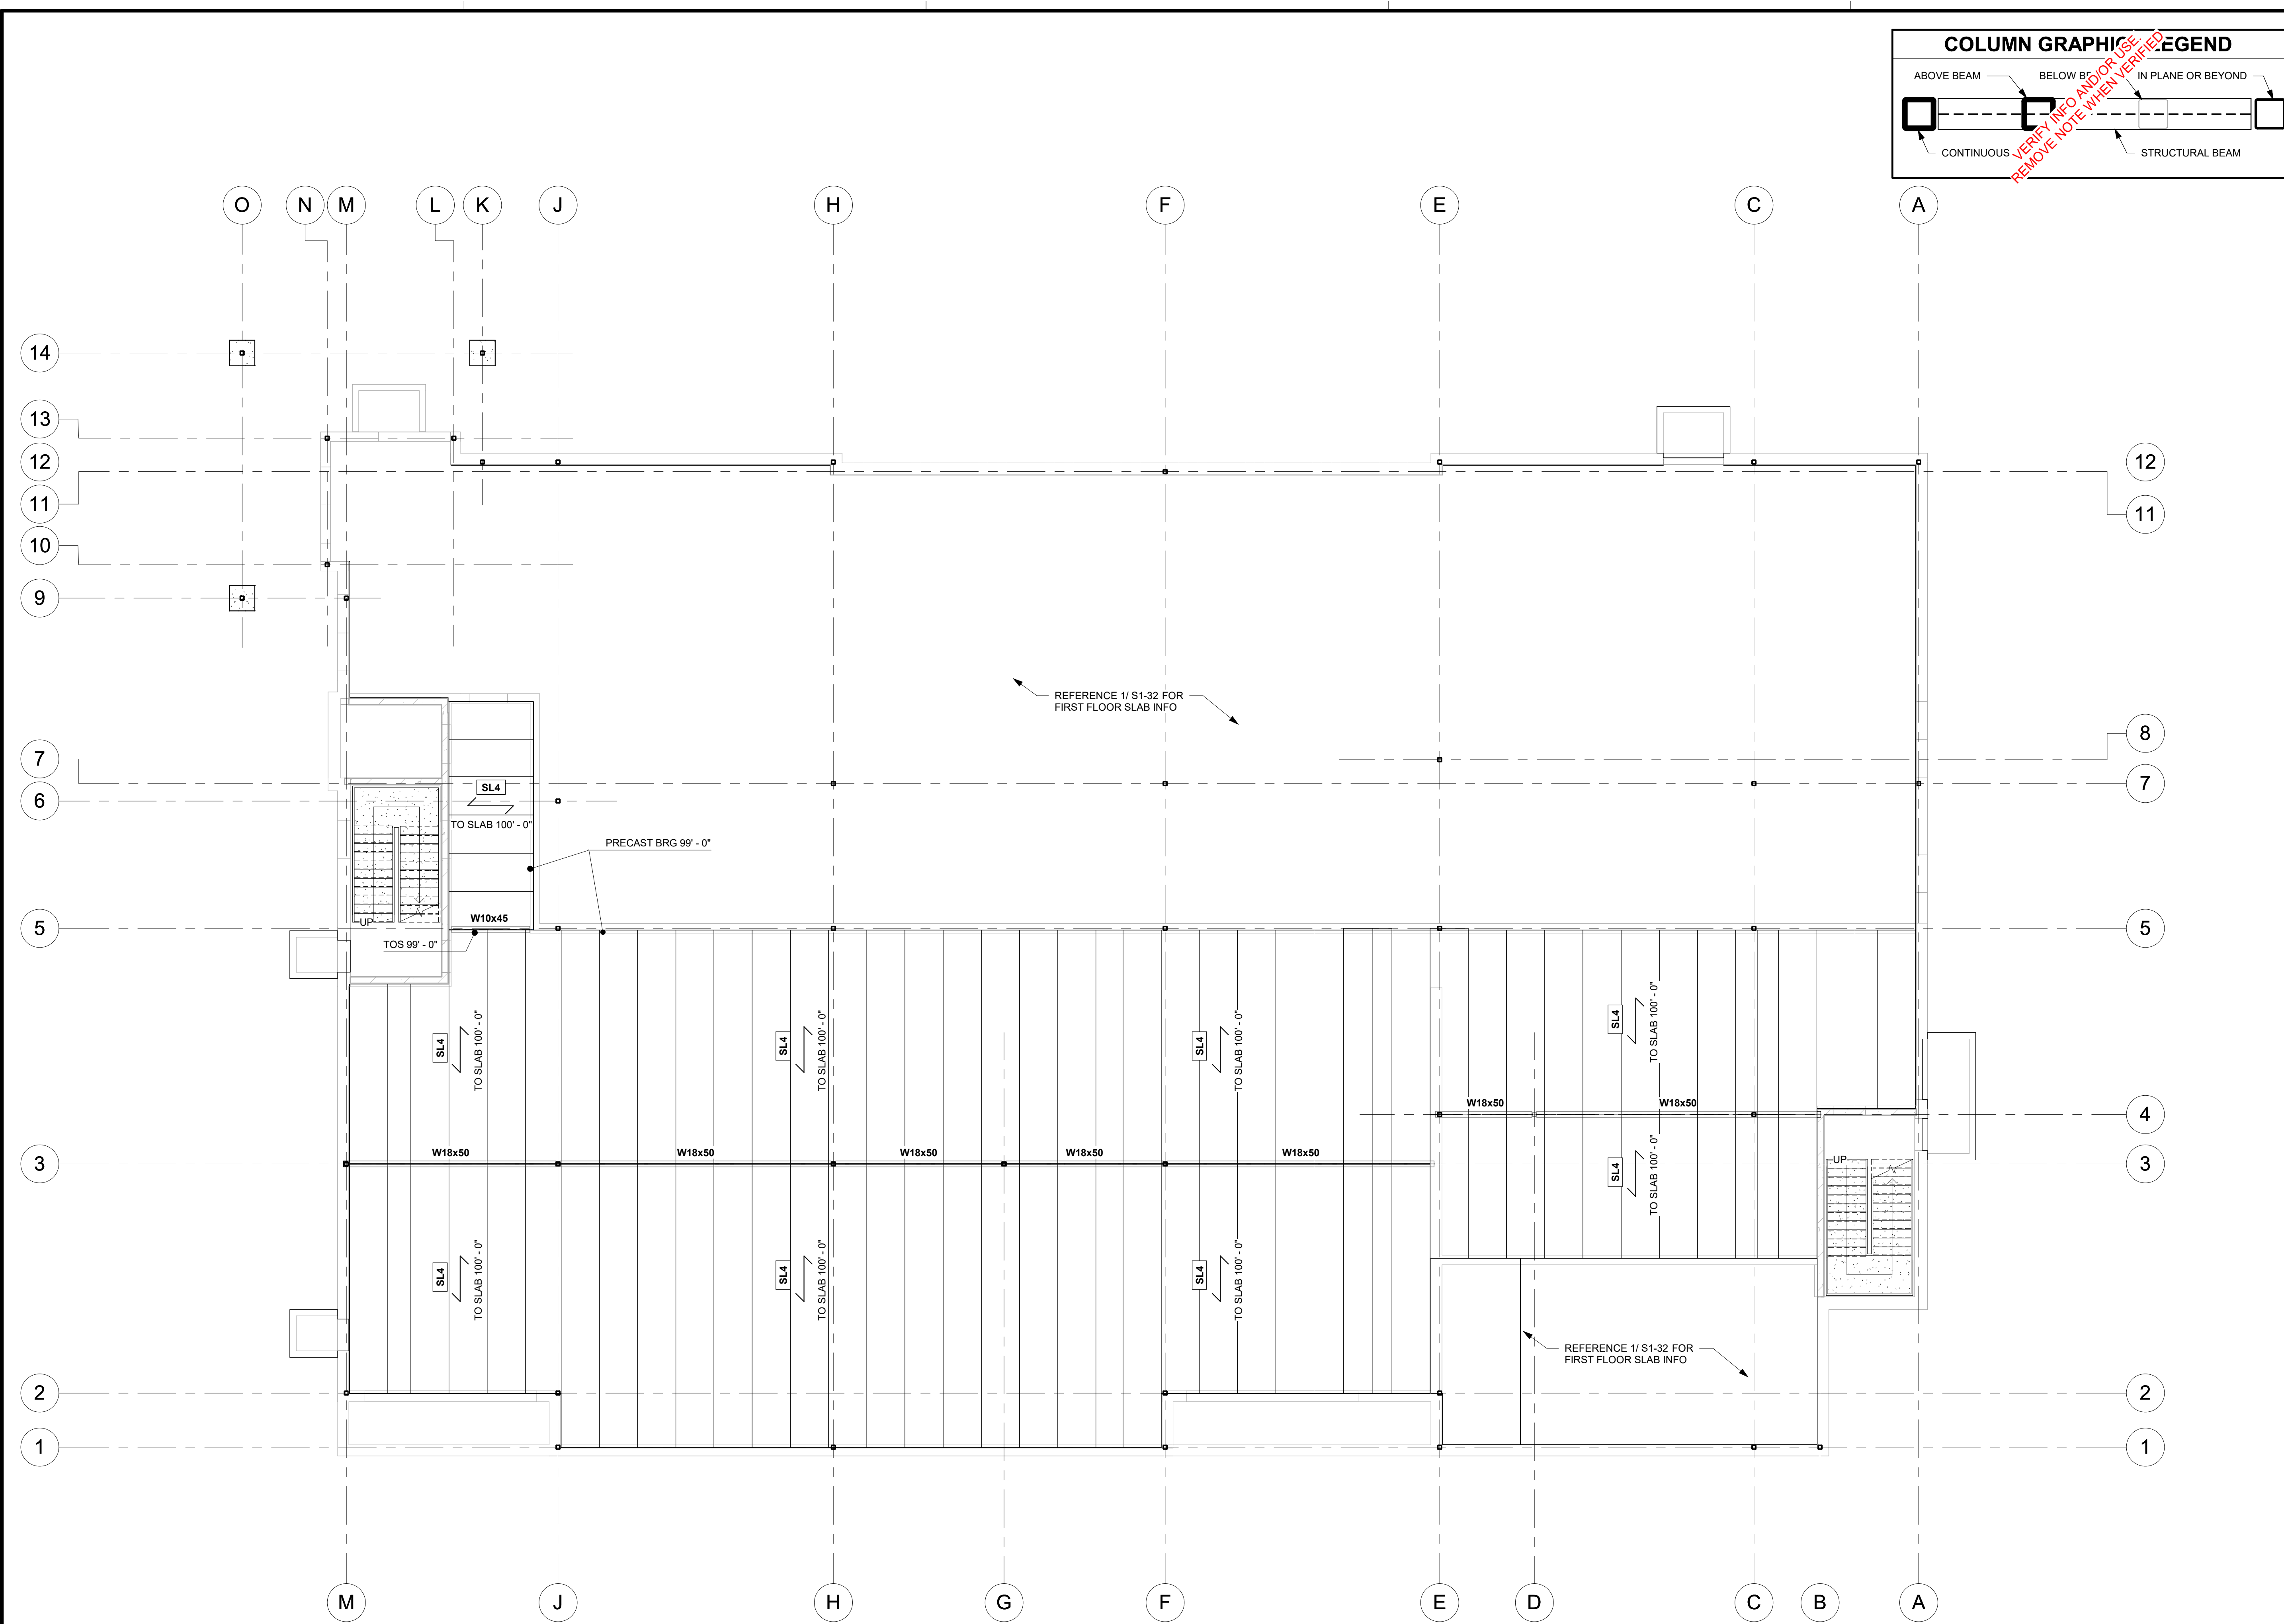 COLUMN GRAPHIC LEGEND
ABOVE BEAM
BELOW
IN PLANE OR BEYOND
CONTINUOUS
STRUCTURAL BEAM
VERIFY INFO AND/OR USE.
REMOVE NOTE WHEN VERIFIED
O
N
M
L
K
J
H
F
E
C
A
14
13
12
12
11
11
10
9
REFERENCE 1/ S1-32 FOR
FIRST FLOOR SLAB INFO
8
7
7
6
SL4
TO SLAB 100' - 0"
PRECAST BRG 99' - 0"
UP
W10x45
5
5
TOS 99' - 0"
SL4
TO SLAB 100' - 0"
SL4
TO SLAB 100' - 0"
SL4
TO SLAB 100' - 0"
SL4
TO SLAB 100' - 0"
W18x50
W18x50
4
W18x50
W18x50
W18x50
W18x50
W18x50
3
3
UP
SL4
TO SLAB 100' - 0"
SL4
TO SLAB 100' - 0"
SL4
TO SLAB 100' - 0"
SL4
TO SLAB 100' - 0"
REFERENCE 1/ S1-32 FOR
FIRST FLOOR SLAB INFO
2
2
1
1
M
J
H
G
F
E
D
C
B
A